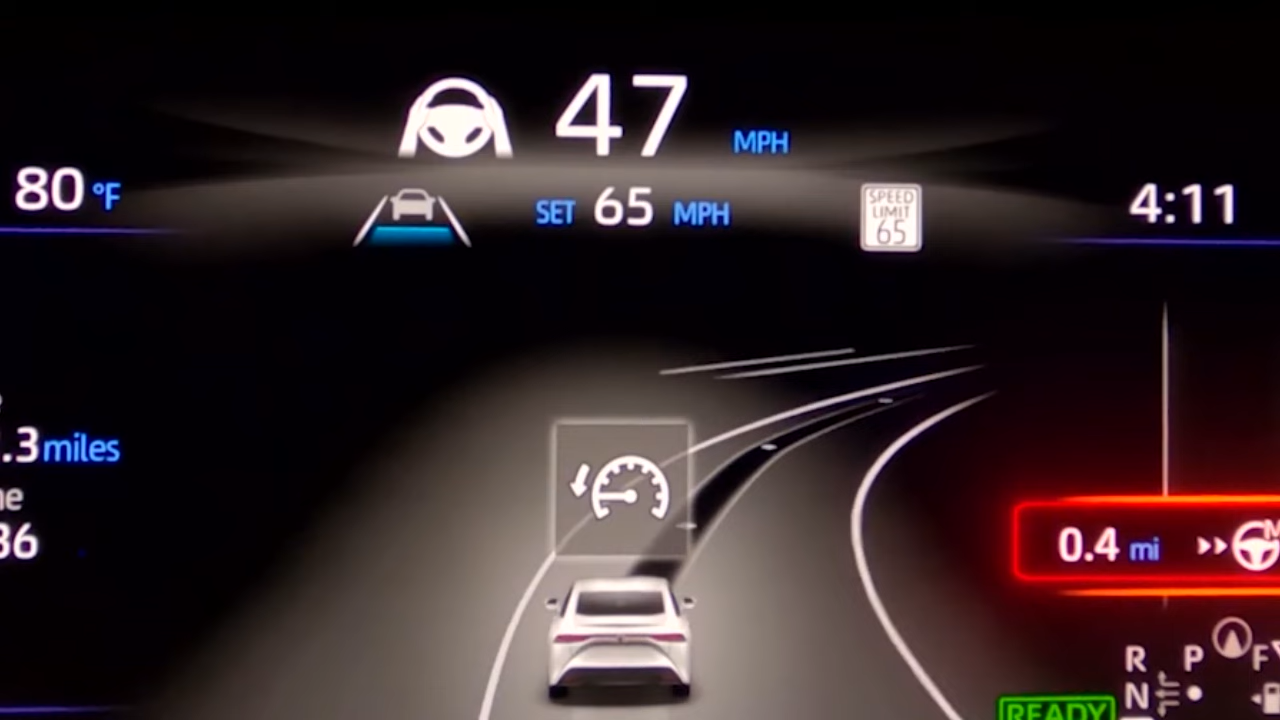 47 MPH
80 °F
SET 65 MPH
SPEED
LIMIT
65
4:11
.3 miles
36
0.4 mi
R P F
N
READY